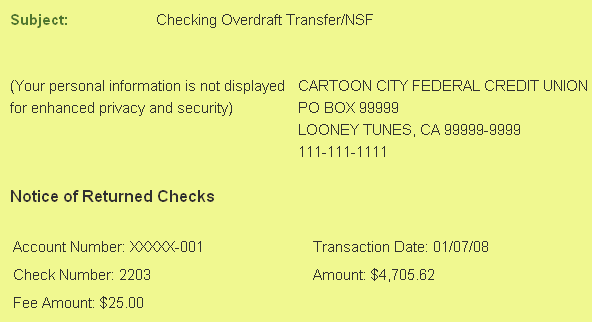 Subject: Checking Overdraft Transfer/NSF
(Your personal information is not displayed
for enhanced privacy and security)
CARTOON CITY FEDERAL CREDIT UNION
PO BOX 99999
LOONEY TUNES, CA 99999-9999
111-111-1111
Notice of Returned Checks
Account Number: XXXXX-001 Transaction Date: 01/07/08
Check Number: 2203 Amount: $4,705.62
Fee Amount: $25.00